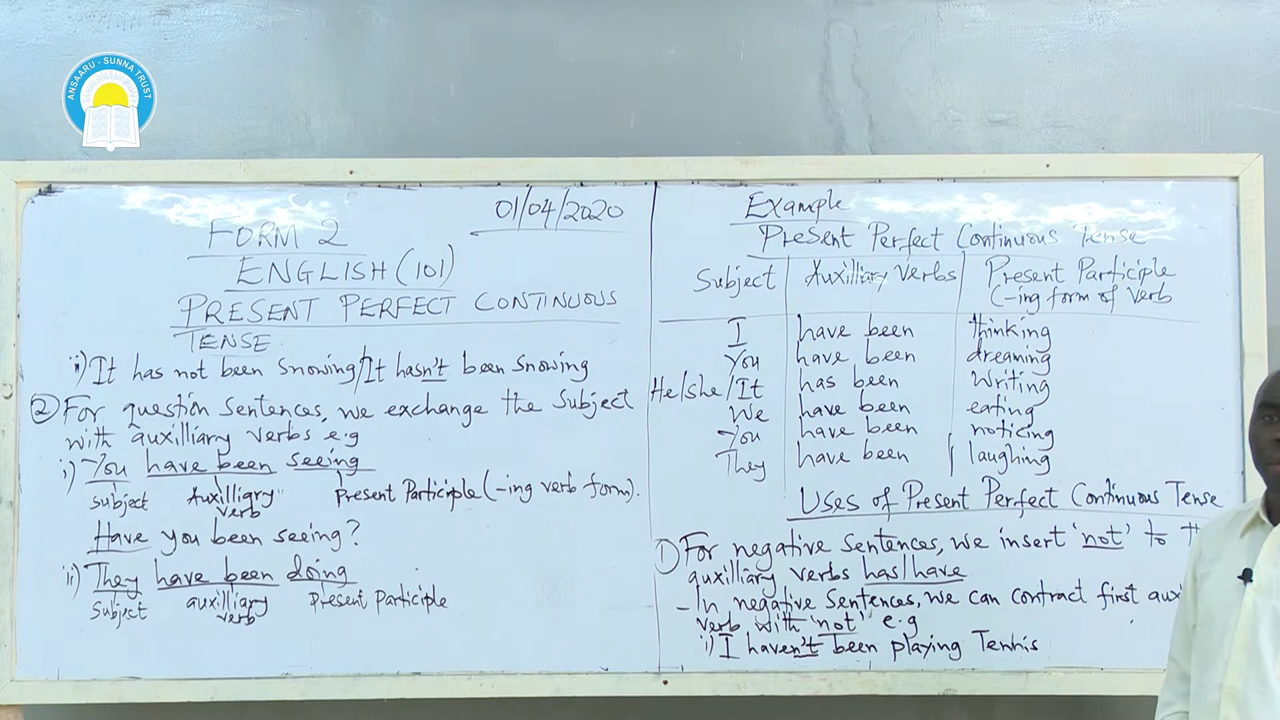 ANSAARU - SUNNA TRUST
01/04/2020
FORM 2
ENGLISH (101)
PRESENT PERFECT CONTINUOUS
TENSE.
ii) It has not been snowing/It hasn't been snowing
② For question sentences, we exchange the subject
with auxilliary verbs e.g
i) You have been seeing
subject Auxilliary Present Participle (-ing verb form).
verb
Have you been seeing?
ii) They have been doing
subject auxilliary Present Participle
verb
Example
Present Perfect Continuous Tense
Subject Auxilliary Verbs Present Participle
(-ing form of verb
I have been thinking
You have been dreaming
He/she/It has been writing
We have been eating
You have been noticing
They have been laughing
Uses of Present Perfect Continuous Tense
① For negative sentences, we insert 'not' to
auxilliary verbs has/have
- In negative sentences, we can contract first
verb with 'not' e.g
i) I haven't been playing Tennis